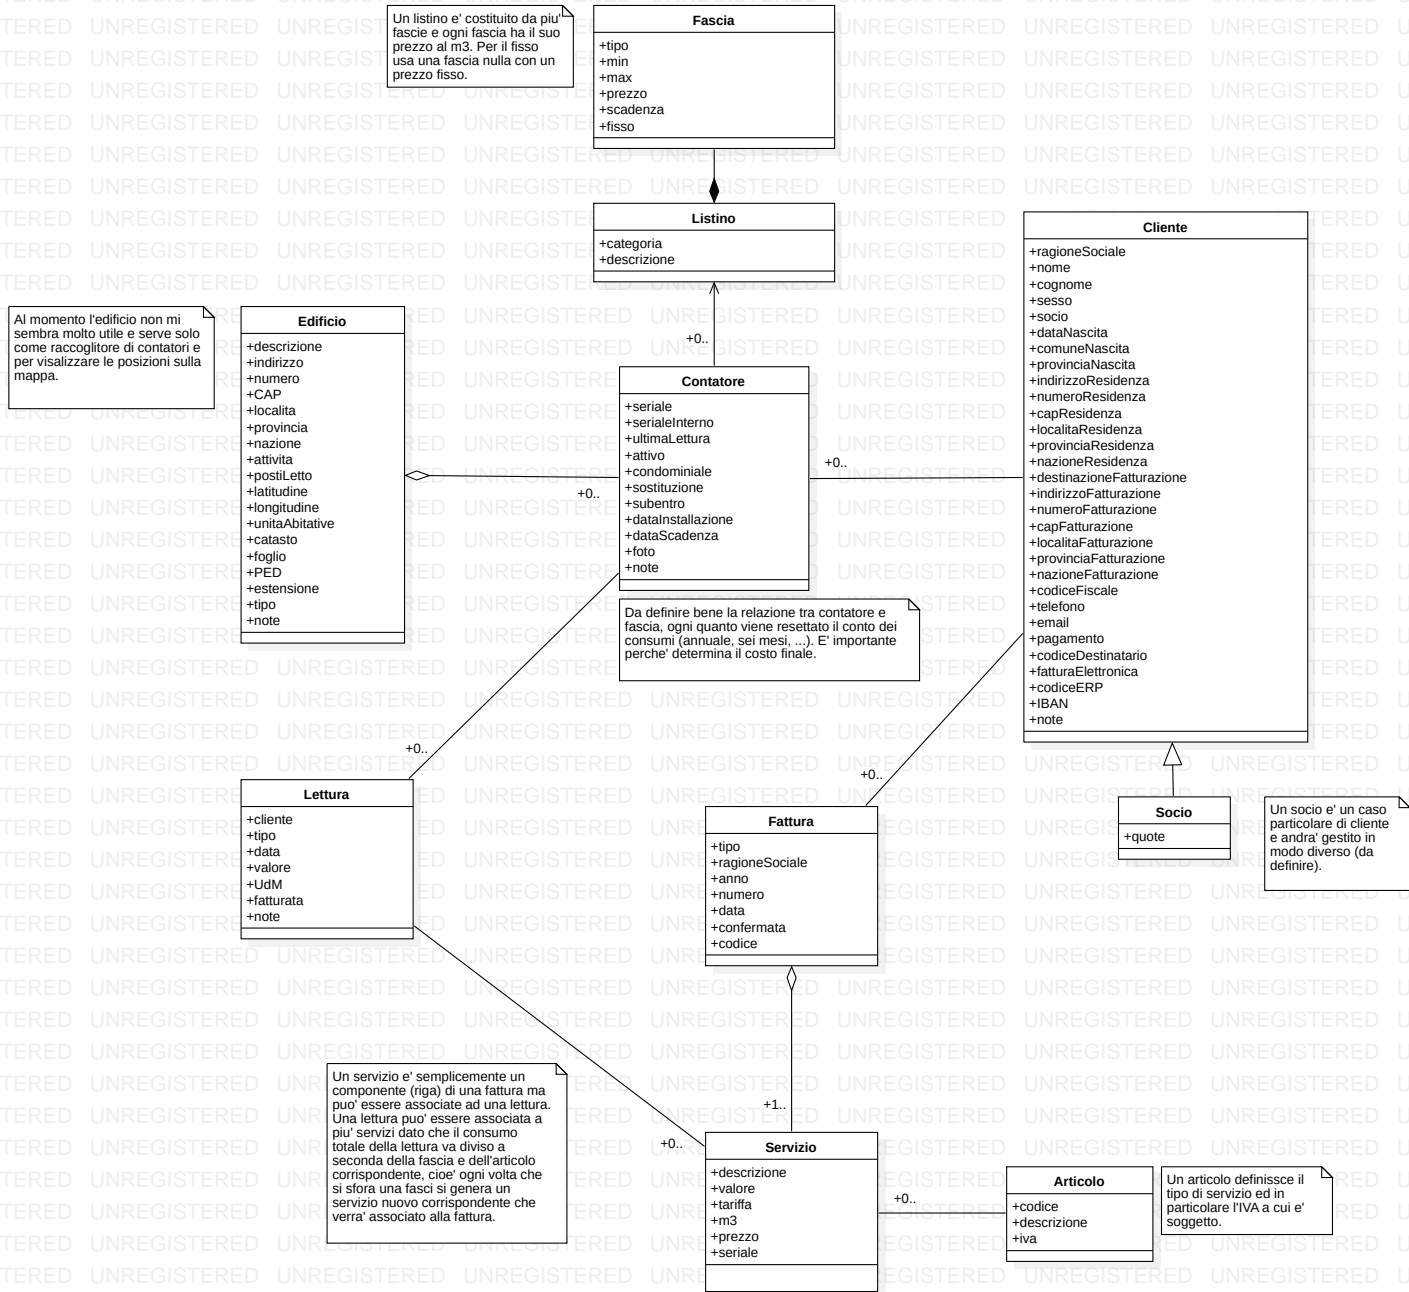 Un listino e' costituito da piu'
fascie e ogni fascia ha il suo
prezzo al m3. Per il fisso
usa una fascia nulla con un
prezzo fisso.
Fascia
+tipo
+min
+max
+prezzo
+scadenza
+fisso
Listino
+categoria
+descrizione
+0..
Al momento l'edificio non mi
sembra molto utile e serve solo
come raccoglitore di contatori e
per visalizzare le posizioni sulla
mappa.
Edificio
+descrizione
+indirizzo
+numero
+CAP
+localita
+provincia
+nazione
+attivita
+postiLetto
+latitudine
+longitudine
+unitaAbitative
+catasto
+foglio
+PED
+estensione
+tipo
+note
+0..
Contatore
+seriale
+serialeInterno
+ultimaLettura
+attivo
+condominiale
+sostituzione
+subentro
+dataInstallazione
+dataScadenza
+foto
+note
+0..
Da definire bene la relazione tra contatore e
fascia, ogni quanto viene resettato il conto dei
consumi (annuale, sei mesi, ...). E' importante
perche' determina il costo finale.
Cliente
+ragioneSociale
+nome
+cognome
+sesso
+socio
+dataNascita
+comuneNascita
+provinciaNascita
+indirizzoResidenza
+numeroResidenza
+capResidenza
+localitaResidenza
+provinciaResidenza
+nazioneResidenza
+destinazioneFatturazione
+indirizzoFatturazione
+numeroFatturazione
+capFatturazione
+localitaFatturazione
+provinciaFatturazione
+nazioneFatturazione
+codiceFiscale
+telefono
+email
+pagamento
+codiceDestinatario
+fatturaElettronica
+codiceERP
+IBAN
+note
+0..
+0..
Lettura
+cliente
+tipo
+data
+valore
+UdM
+fatturata
+note
Fattura
+tipo
+ragioneSociale
+anno
+numero
+data
+confermata
+codice
Socio
+quote
Un socio e' un caso
particolare di cliente
e andra' gestito in
modo diverso (da
definire).
Un servizio e' semplicemente un
componente (riga) di una fattura ma
puo' essere associate ad una lettura.
Una lettura puo' essere associata a
piu' servizi dato che il consumo
totale della lettura va diviso a
seconda della fascia e dell'articolo
corrispondente, cioe' ogni volta che
si sfora una fasci si genera un
servizio nuovo corrispondente che
verra' associato alla fattura.
+1..
+0..
Servizio
+descrizione
+valore
+tariffa
+m3
+prezzo
+seriale
+0..
Articolo
+codice
+descrizione
+iva
Un articolo definissce il
tipo di servizio ed in
particolare l'IVA a cui e'
soggetto.
UNREGISTERED